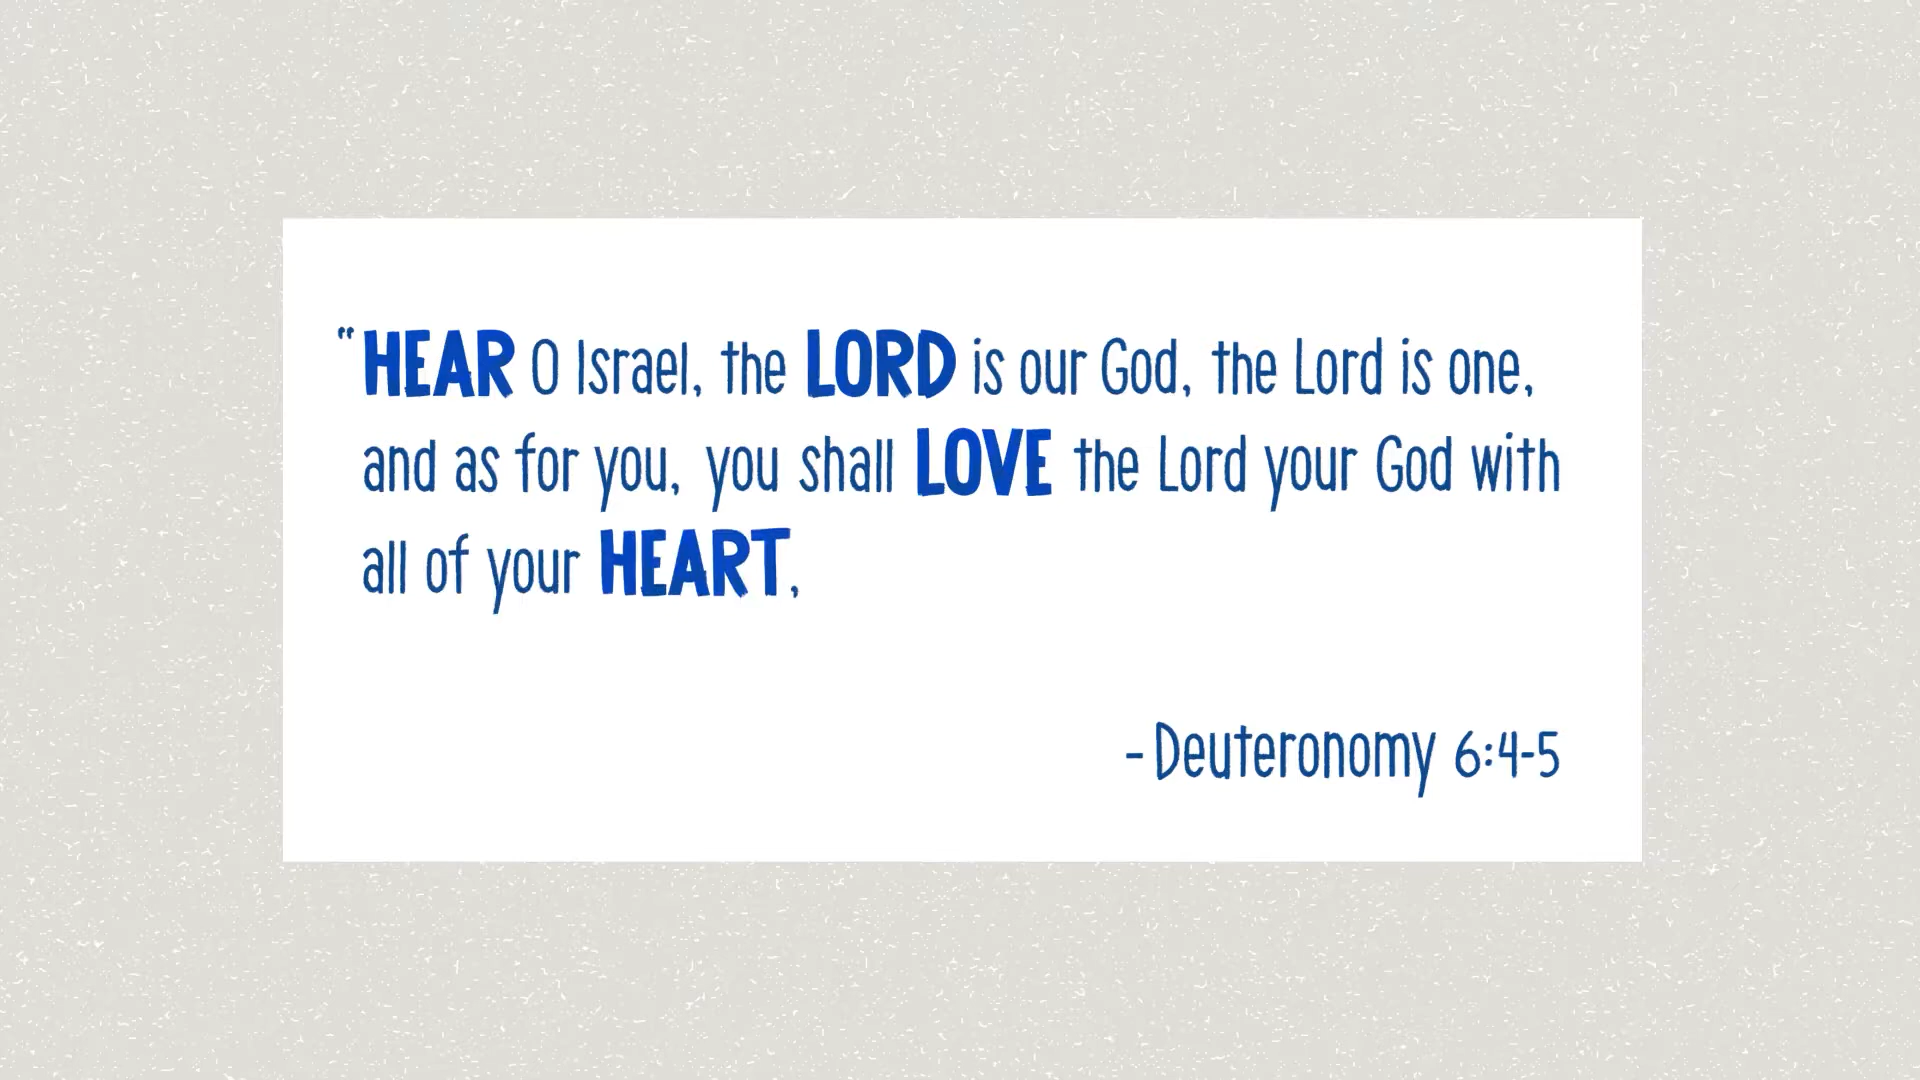 “HEAR O Israel, the LORD is our God, the Lord is one,
and as for you, you shall LOVE the Lord your God with
all of your HEART,
- Deuteronomy 6:4-5